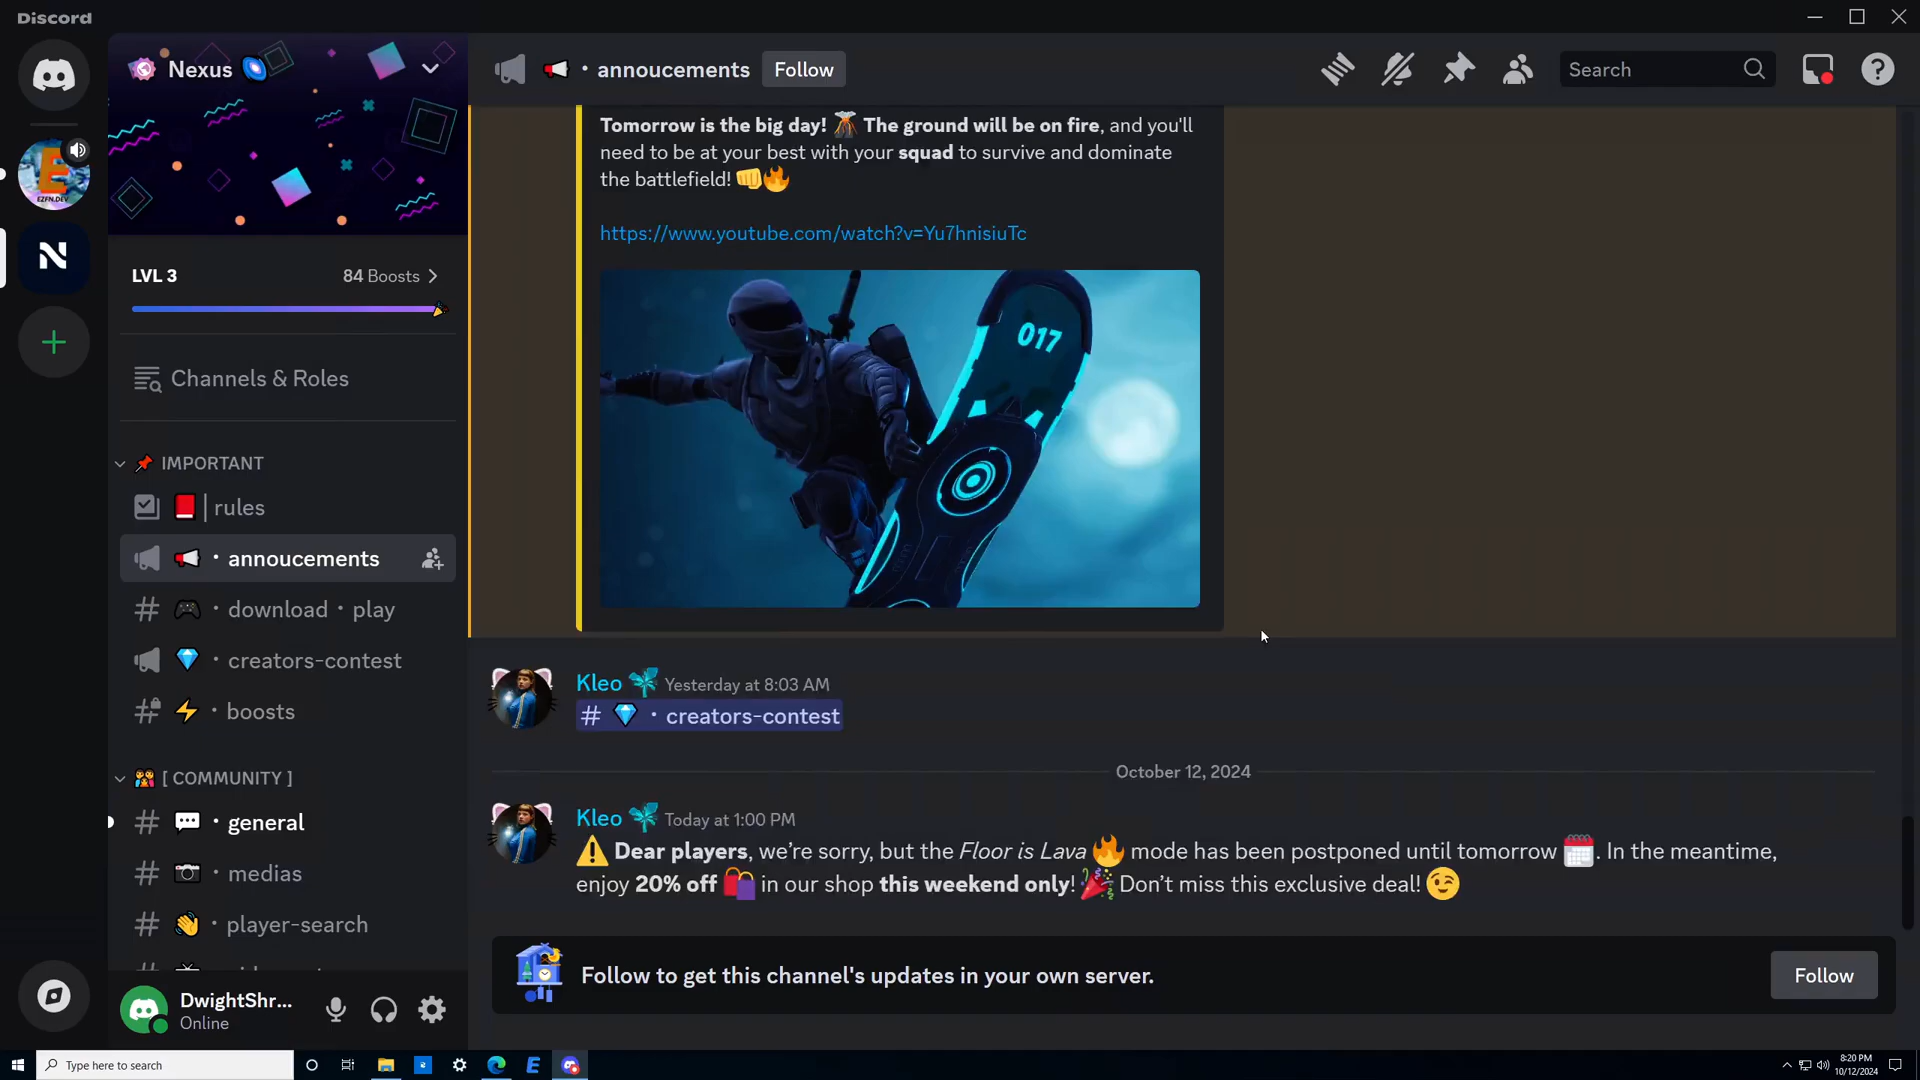 Discord
Nexus
annoucements
Follow
Search
EZFN.DEV
LVL 3
84 Boosts
Channels & Roles
IMPORTANT
rules
annoucements
download・play
creators-contest
boosts
[ COMMUNITY ]
general
medias
player-search
DwightShr...
Online
Tomorrow is the big day! 🌋 The ground will be on fire, and you'll
need to be at your best with your squad to survive and dominate
the battlefield! 👊🔥
https://www.youtube.com/watch?v=Yu7hnisiuTc
017
Kleo Yesterday at 8:03 AM
# 💎・creators-contest
October 12, 2024
Kleo Today at 1:00 PM
⚠️ Dear players, we're sorry, but the Floor is Lava 🔥 mode has been postponed until tomorrow 🗓️. In the meantime,
enjoy 20% off 🛍️ in our shop this weekend only! 🎉 Don't miss this exclusive deal! 😉
Follow to get this channel's updates in your own server.
Follow
Type here to search
8:20 PM
10/12/2024